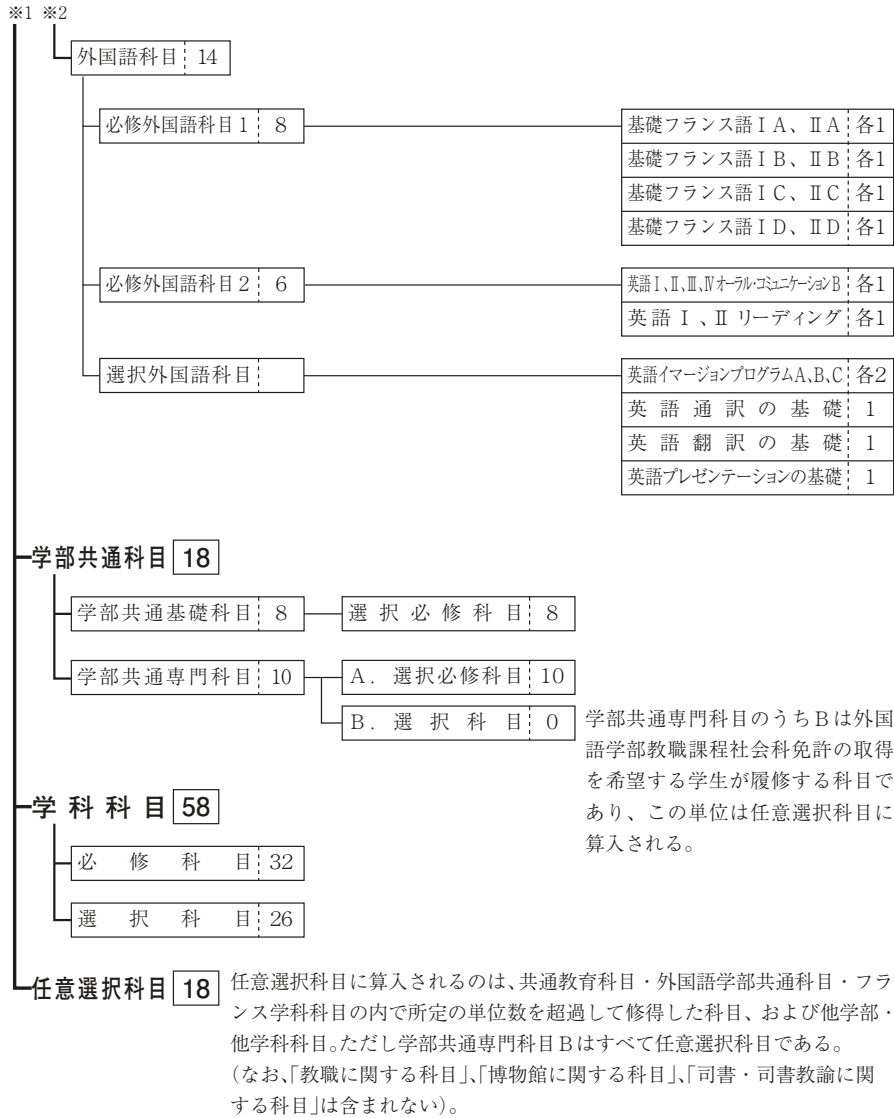 ※1 ※2
外国語科目 14
必修外国語科目1 8
基礎フランス語ⅠA、ⅡA 各1
基礎フランス語ⅠB、ⅡB 各1
基礎フランス語ⅠC、ⅡC 各1
基礎フランス語ⅠD、ⅡD 各1
必修外国語科目2 6
英語Ⅰ、Ⅱ、Ⅲ、Ⅳオーラル・コミュニケーションB 各1
英語Ⅰ、Ⅱリーディング 各1
選択外国語科目
英語イマージョンプログラムA、B、C 各2
英語通訳の基礎 1
英語翻訳の基礎 1
英語プレゼンテーションの基礎 1
学部共通科目 18
学部共通基礎科目 8 選択必修科目 8
学部共通専門科目 10 A. 選択必修科目 10
B. 選択科目 0
学部共通専門科目のうちBは外国
語学部教職課程社会科免許の取得
を希望する学生が履修する科目で
あり、この単位は任意選択科目に
算入される。
学科科目 58
必修科目 32
選択科目 26
任意選択科目 18
任意選択科目に算入されるのは、共通教育科目・外国語学部共通科目・フラ
ンス学科科目の内で所定の単位数を超過して修得した科目、および他学部・
他学科科目。ただし学部共通専門科目Bはすべて任意選択科目である。
(なお、「教職に関する科目」、「博物館に関する科目」、「司書・司書教諭に関
する科目」は含まれない)。